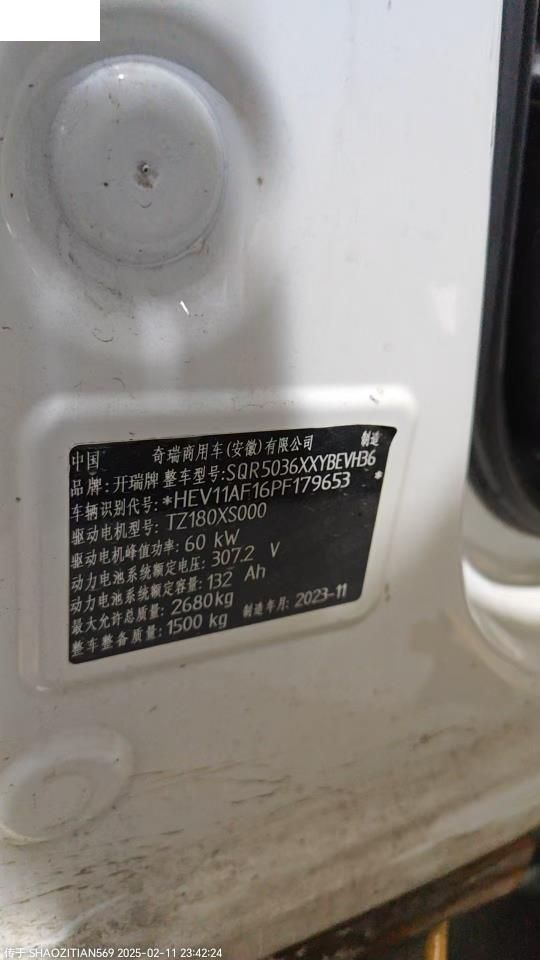 中国 奇瑞商用车(安徽)有限公司 制造
品牌:开瑞牌 整车型号:SQR5036XXYBEVH36
车辆识别代号:*HEV11AF16PF179653*
驱动电机型号: TZ180XS000
驱动电机峰值功率: 60 kW
动力电池系统额定电压: 307.2 V
动力电池系统额定容量: 132 Ah
最大允许总质量: 2680kg
整车整备质量: 1500 kg 制造年月: 2023-11
传于 SHAOZITIAN569 2025-02-11 23:42:24